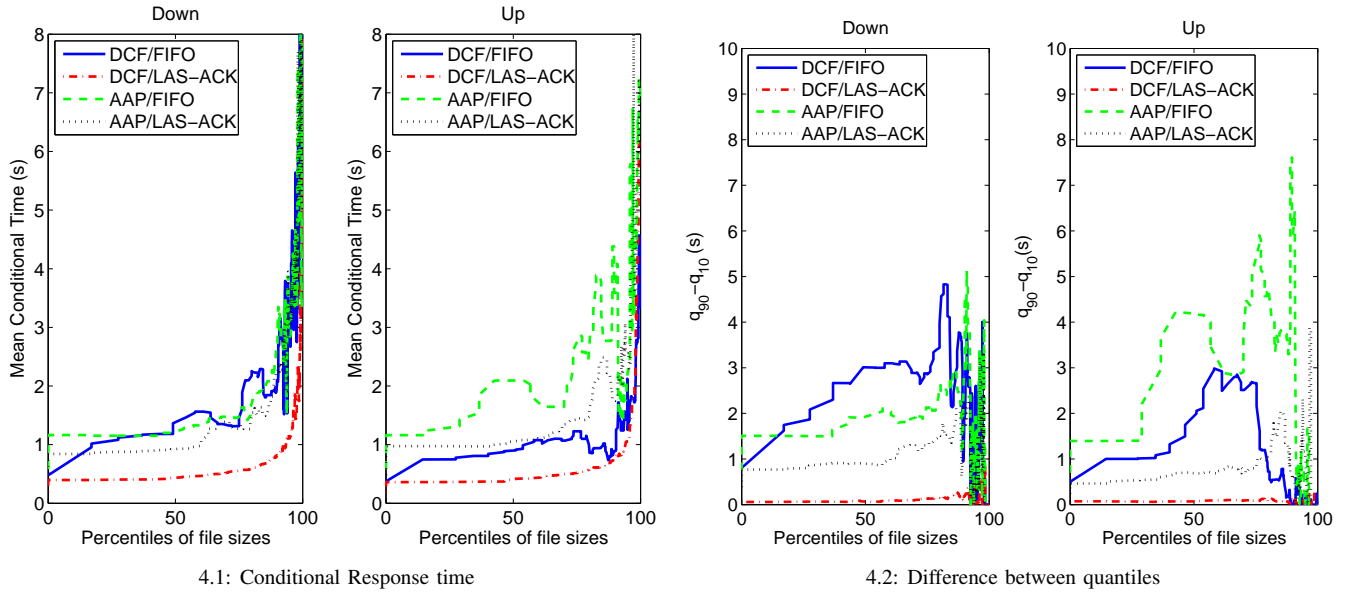 Down
8
7
6
5
4
3
2
1
0
Mean Conditional Time (s)
DCF/FIFO
DCF/LAS−ACK
AAP/FIFO
AAP/LAS−ACK
0 50 100
Percentiles of file sizes
Up
8
7
6
5
4
3
2
1
0
Mean Conditional Time (s)
DCF/FIFO
DCF/LAS−ACK
AAP/FIFO
AAP/LAS−ACK
0 50 100
Percentiles of file sizes
4.1: Conditional Response time
Down
10
9
8
7
6
5
4
3
2
1
0
q90−q10 (s)
DCF/FIFO
DCF/LAS−ACK
AAP/FIFO
AAP/LAS−ACK
0 50 100
Percentiles of file sizes
Up
10
9
8
7
6
5
4
3
2
1
0
q90−q10(s)
DCF/FIFO
DCF/LAS−ACK
AAP/FIFO
AAP/LAS−ACK
0 50 100
Percentiles of file sizes
4.2: Difference between quantiles